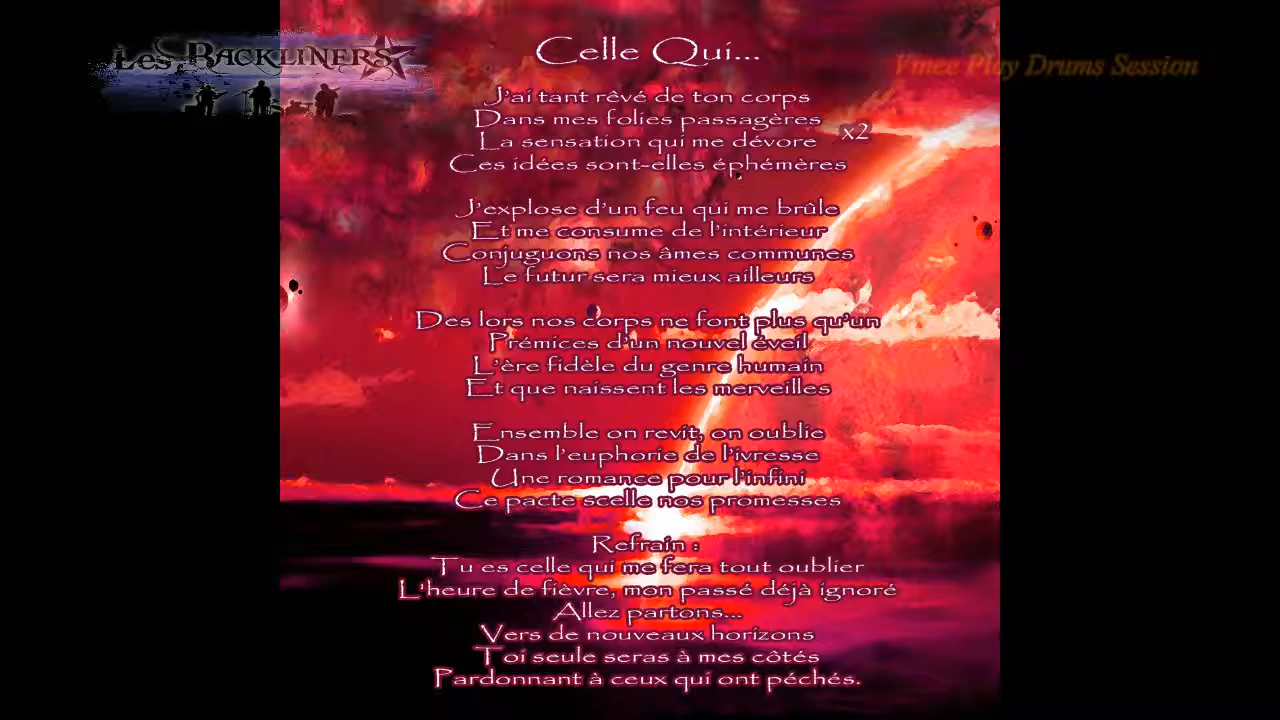 Les Backliners
Vmee Play Drums Session
Celle Qui...
J'ai tant rêvé de ton corps
Dans mes folies passagères
La sensation qui me dévore
x2
Ces idées sont-elles éphémères
J'explose d'un feu qui me brûle
Et me consume de l'intérieur
Conjuguons nos âmes communes
Le futur sera mieux ailleurs
Des lors nos corps ne font plus qu'un
Prémices d'un nouvel éveil
L'ère fidèle du genre humain
Et que naissent les merveilles
Ensemble on revit, on oublie
Dans l'euphorie de l'ivresse
Une romance pour l'infini
Ce pacte scelle nos promesses
Refrain :
Tu es celle qui me fera tout oublier
L'heure de fièvre, mon passé déjà ignoré
Allez partons...
Vers de nouveaux horizons
Toi seule seras à mes côtés
Pardonnant à ceux qui ont péchés.